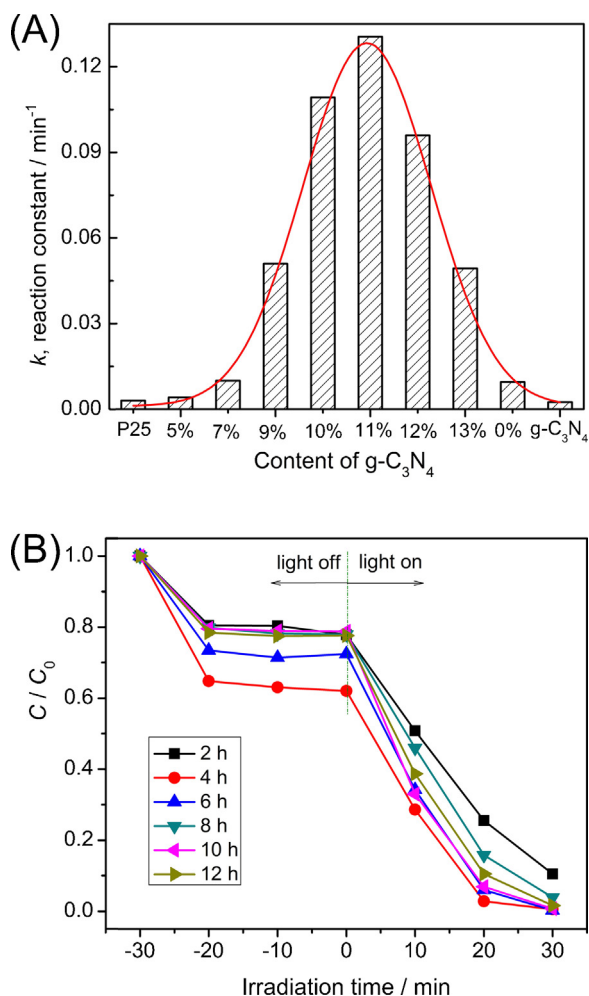 (A)
k, reaction constant / min⁻¹
0.12
0.09
0.06
0.03
0.00
P25 5% 7% 9% 10% 11% 12% 13% 0% g-C₃N₄
Content of g-C₃N₄
(B)
C / C₀
1.0
0.8
0.6
0.4
0.2
0.0
light off light on
2 h
4 h
6 h
8 h
10 h
12 h
-30 -20 -10 0 10 20 30
Irradiation time / min